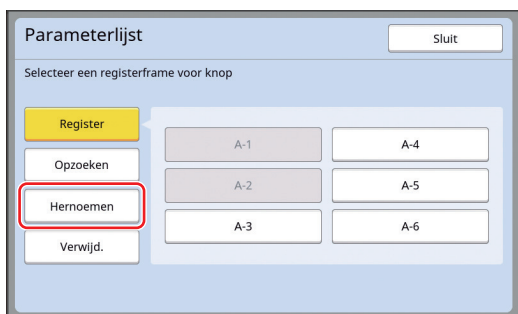 Parameterlijst
Sluit
Selecteer een registerframe voor knop
Register
A-1
A-4
Opzoeken
A-2
A-5
Hernoemen
A-3
A-6
Verwijd.